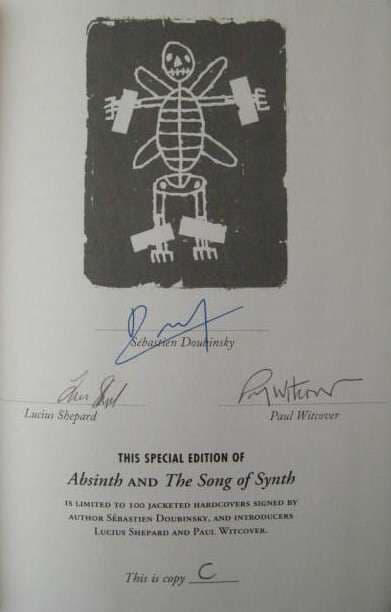 Sébastien Doubinsky
Lucius Shepard Paul Witcover
THIS SPECIAL EDITION OF
Absinth AND The Song of Synth
IS LIMITED TO 100 JACKETED HARDCOVERS SIGNED BY
AUTHOR SÉBASTIEN DOUBINSKY, AND INTRODUCERS
LUCIUS SHEPARD AND PAUL WITCOVER.
This is copy C